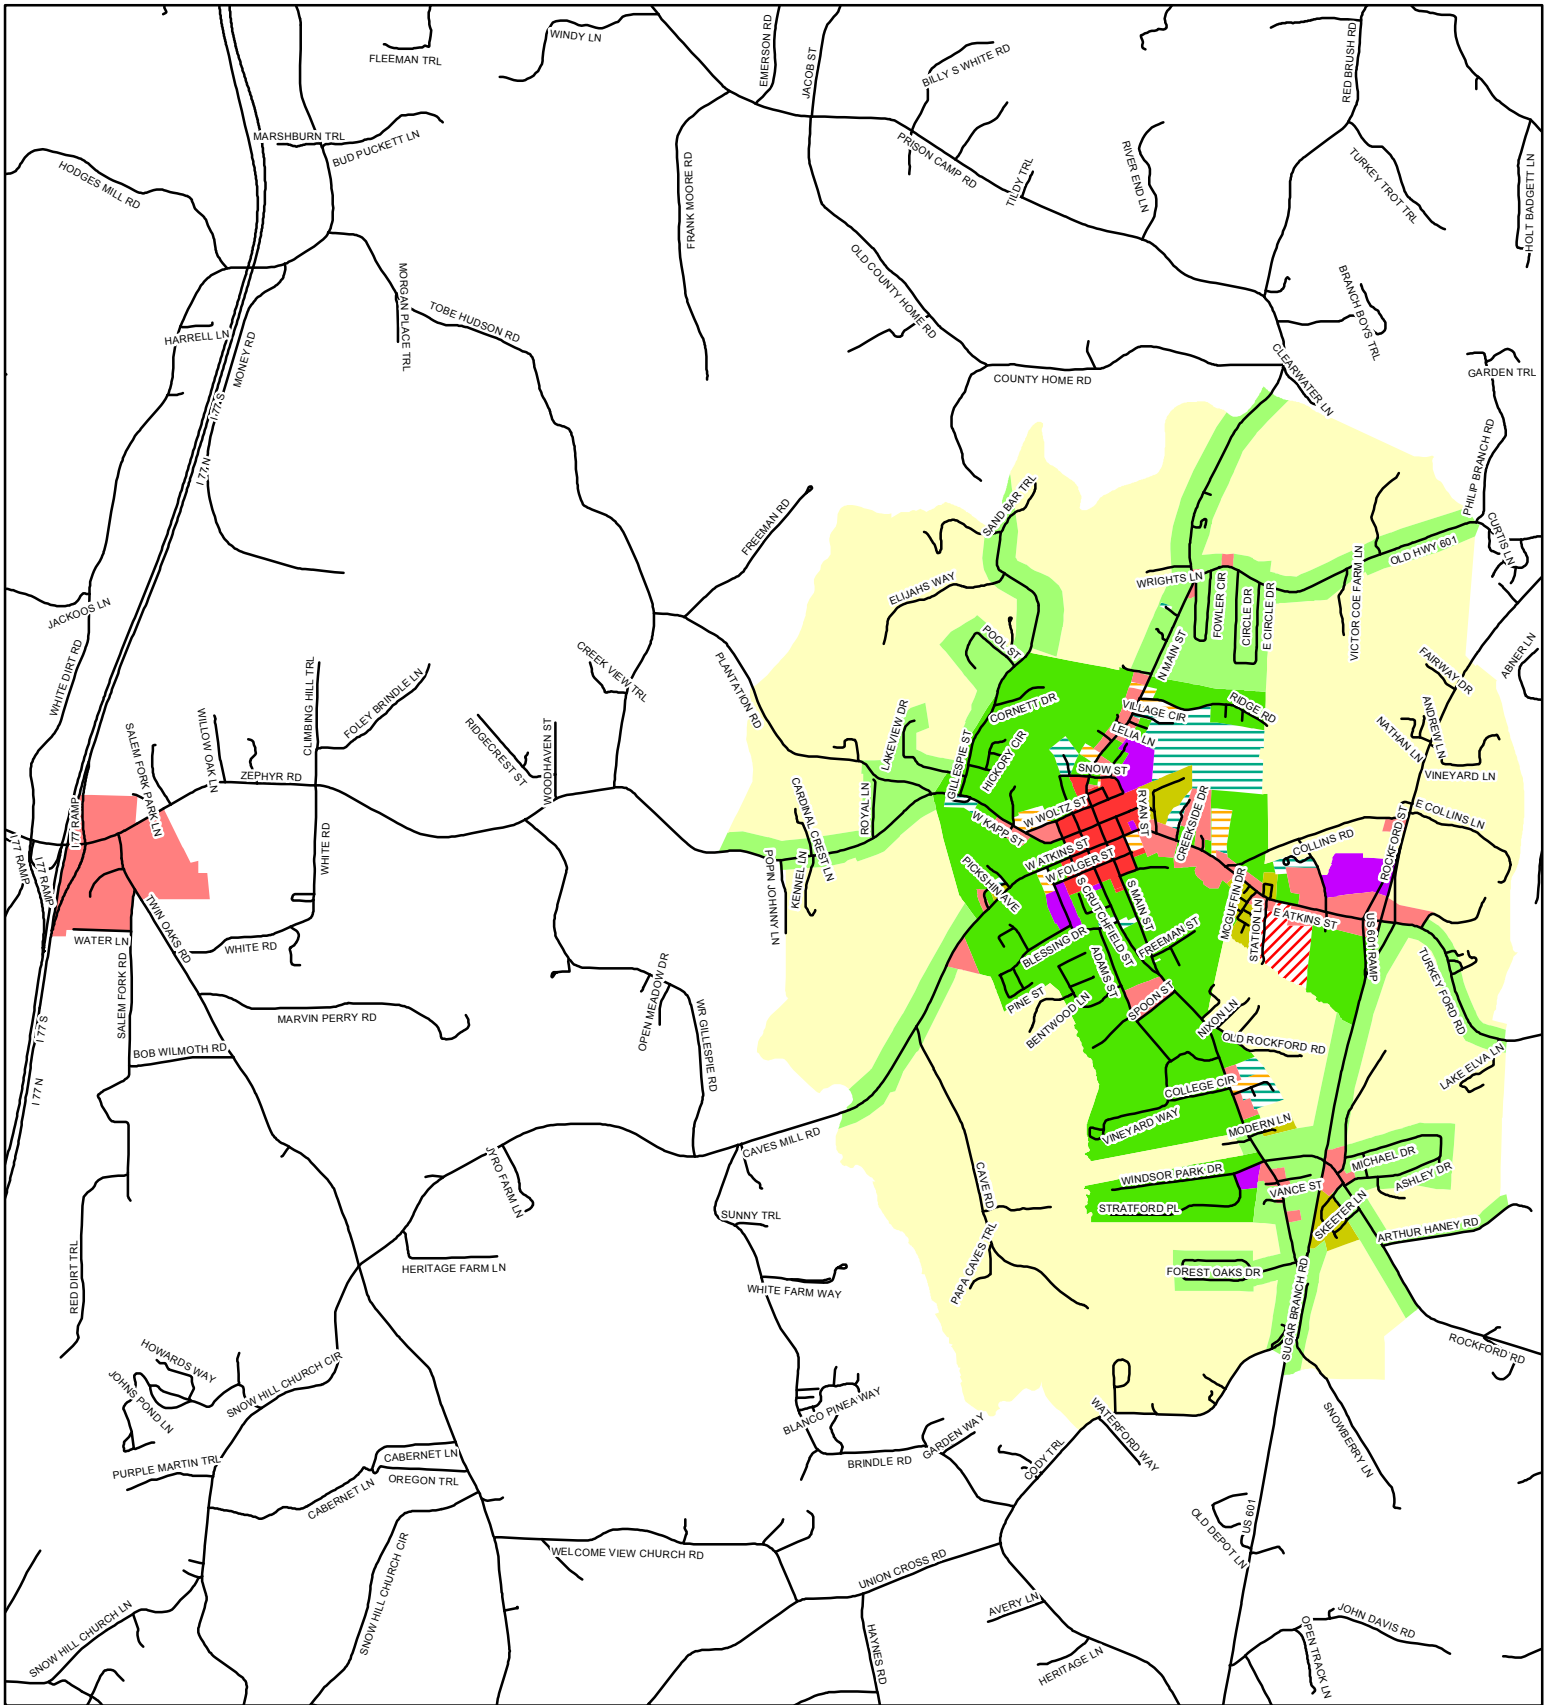 FLEEMAN TRL
WINDY LN
EMERSON RD
JACOB ST
BILLY S WHITE RD
RED BRUSH RD
MARSHBURN TRL
BUD PUCKETT LN
HODGES MILL RD
FRANK MOORE RD
PRISON CAMP RD
TILDY TRL
RIVER END LN
TURKEY TROT TRL
HOLT BADGETT LN
MORGAN PLACE TRL
TOBE HUDSON RD
OLD COUNTY HOME RD
BRANCH BOYS TRL
HARRELL LN
MONEY RD
I 77 S
I 77 N
COUNTY HOME RD
CLEARWATER LN
GARDEN TRL
PHILIP BRANCH RD
FREEMAN RD
SAND BAR TRL
CURTIS LN
OLD HWY 601
JACKOOS LN
ELIJAHS WAY
WRIGHTS LN
FOWLER CIR
CIRCLE DR
E CIRCLE DR
VICTOR COE FARM LN
WHITE DIRT RD
POOL ST
N MAIN ST
FAIRWAY DR
ABNER LN
CREEK VIEW TRL
PLANTATION RD
CLIMBING HILL TRL
FOLEY BRINDLE LN
SALEM FORK PARK LN
WILLOW OAK LN
RIDGECREST ST
WOODHAVEN ST
LAKEVIEW DR
CORNETT DR
VILLAGE CIR
RIDGE RD
LELIA LN
ANDREW LN
NATHAN LN
VINEYARD LN
GILLESPIE ST
HICKORY CIR
SNOW ST
ZEPHYR RD
I 77 RAMP
I 77 RAMP
I 77 RAMP
WHITE RD
CARDINAL CREST LN
ROYAL LN
W KAPP ST
W WOLTZ ST
RYAN ST
CREEKSIDE DR
COLLINS RD
ROCKFORD ST
E COLLINS LN
POPIN JOHNNY LN
KENNEL LN
W ATKINS ST
W FOLGER ST
PICKSHIN AVE
S CRUTCHFIELD ST
S MAIN ST
MCGUFFIN DR
STATION LN
E ATKINS ST
US 601 RAMP
WATER LN
TWIN OAKS RD
WHITE RD
BLESSING DR
ADAMS ST
FREEMAN ST
TURKEY FORD RD
SALEM FORK RD
OPEN MEADOW DR
PINE ST
BENTWOOD LN
SPOON ST
NIXON LN
I 77 S
MARVIN PERRY RD
WR GILLESPIE RD
OLD ROCKFORD RD
BOB WILMOTH RD
LAKE ELVA LN
I 77 N
COLLEGE CIR
VINEYARD WAY
MODERN LN
CAVES MILL RD
JYRO FARM LN
CAVE RD
WINDSOR PARK DR
VANCE ST
MICHAEL DR
ASHLEY DR
STRATFORD PL
SKEETER LN
SUNNY TRL
ARTHUR HANEY RD
RED DIRT TRL
HERITAGE FARM LN
PAPA CAVES TRL
FOREST OAKS DR
WHITE FARM WAY
SUGAR BRANCH RD
ROCKFORD RD
HOWARDS WAY
JOHNS POND LN
SNOW HILL CHURCH CIR
BLANCO PINEA WAY
GARDEN WAY
WATERFORD WAY
SNOWBERRY LN
PURPLE MARTIN TRL
CABERNET LN
OREGON TRL
CABERNET LN
BRINDLE RD
CODY TRL
US 601
OLD DEPOT LN
SNOW HILL CHURCH CIR
WELCOME VIEW CHURCH RD
UNION CROSS RD
AVERY LN
SNOW HILL CHURCH LN
HAYNES RD
HERITAGE LN
JOHN DAVIS RD
OPEN TRACK LN